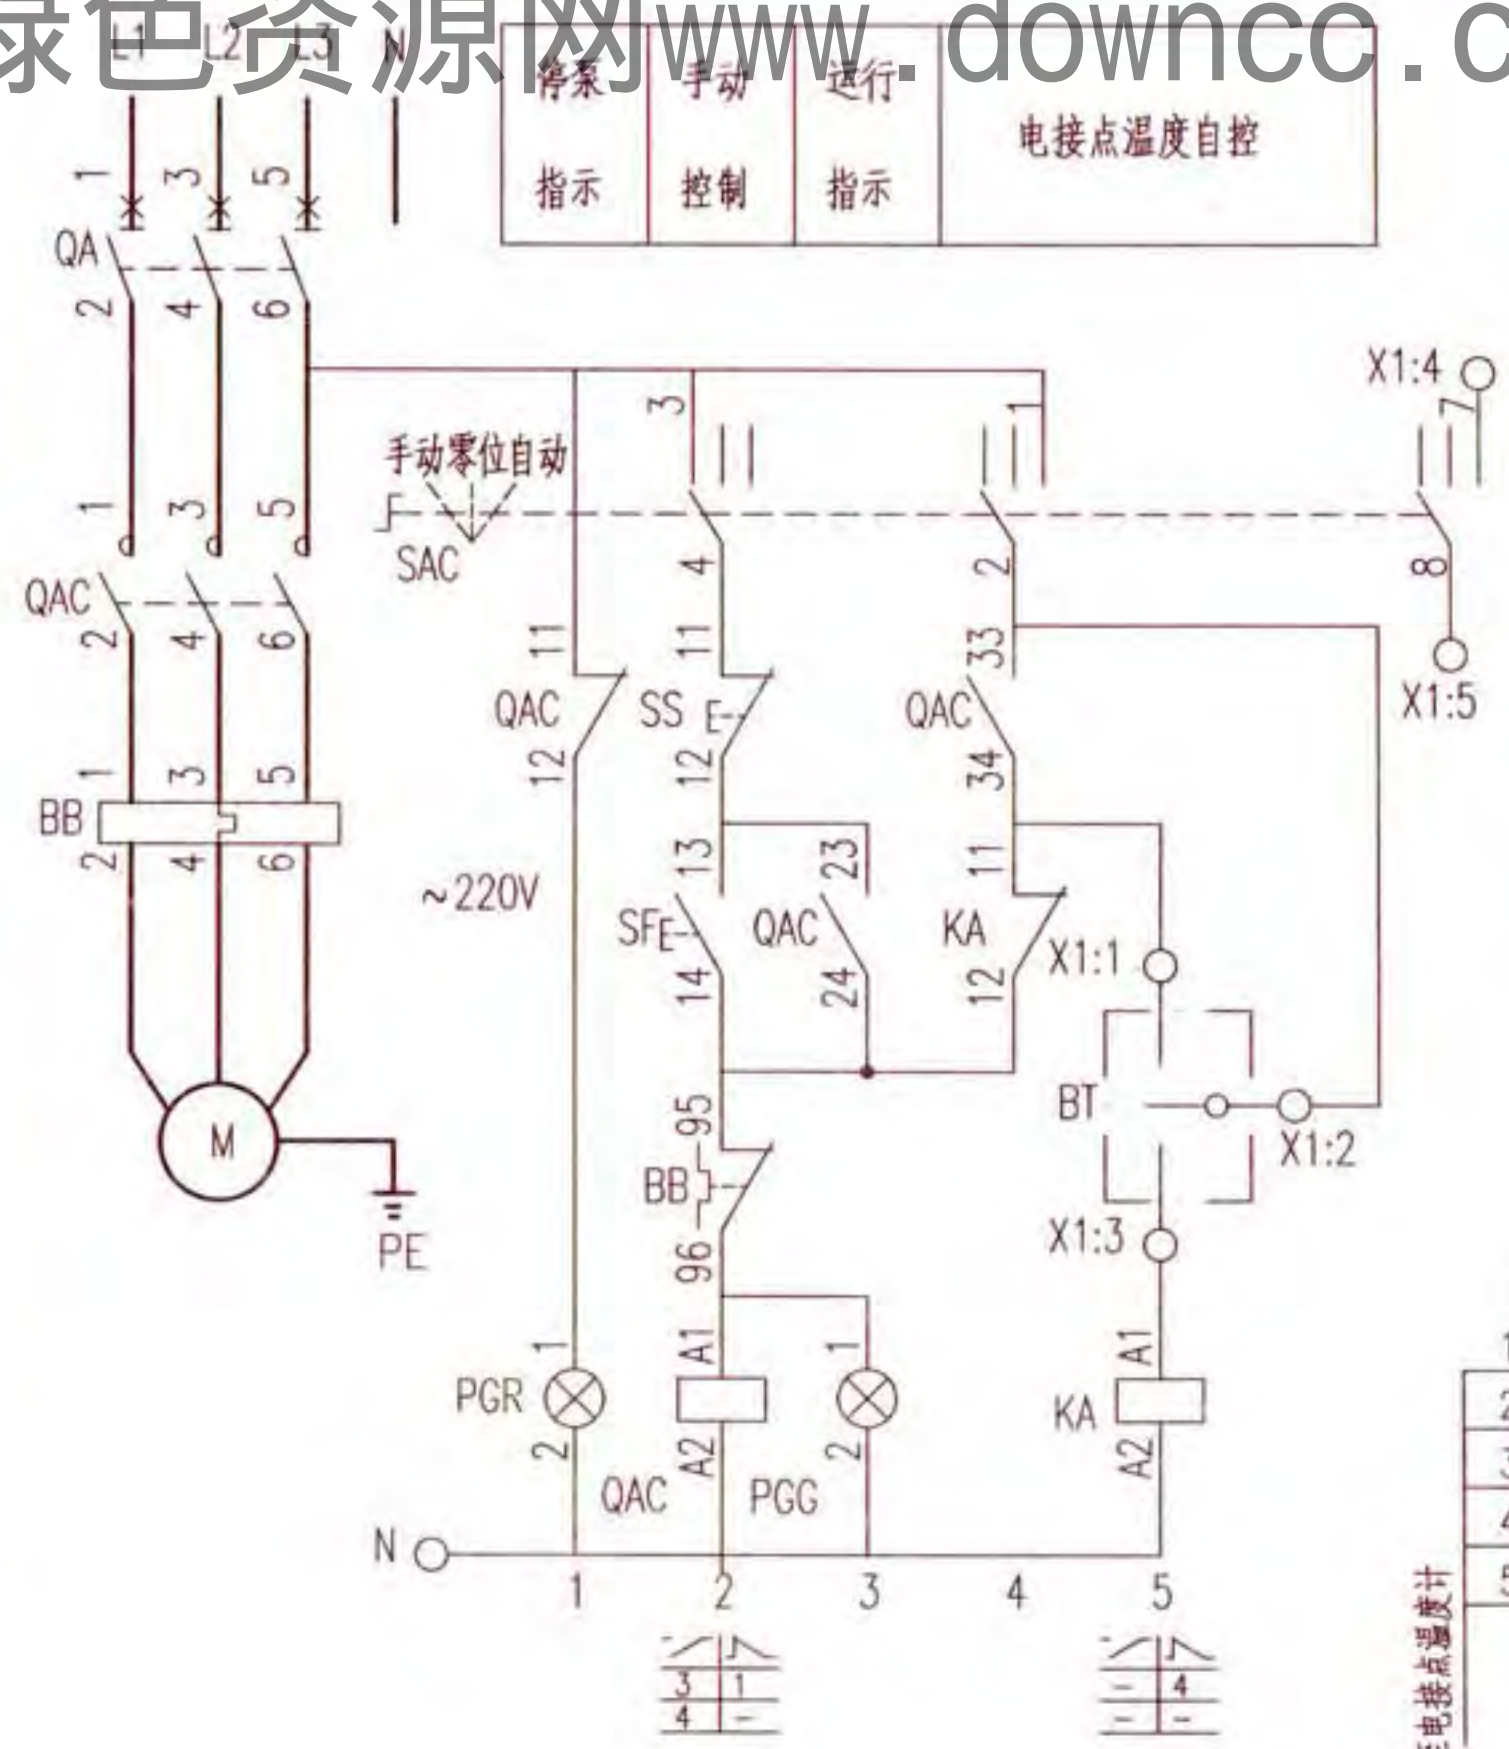 绿色资源网www.downcc.c
L1 L2 L3 N
停泵 手动 运行
电接点温度自控
指示 控制 指示
1 3 5
QA
2 4 6
X1:4
3 1 7
手动零位自动
1 3 5
SAC
4 2 8
QAC
2 4 6
11 11 33
X1:5
QAC SS E QAC
12 12 34
1 3 5
BB
2 4 6
13 23 11
~220V
SF E QAC KA
X1:1
14 24 12
95
BT
X1:2
M
BB
PE
96
X1:3
1 A1 1 A1
PGR
KA
2 A2 2 A2
QAC PGG
N
1 2 3 4 5
3 1
4 -
- 4
- -
电接点温度计